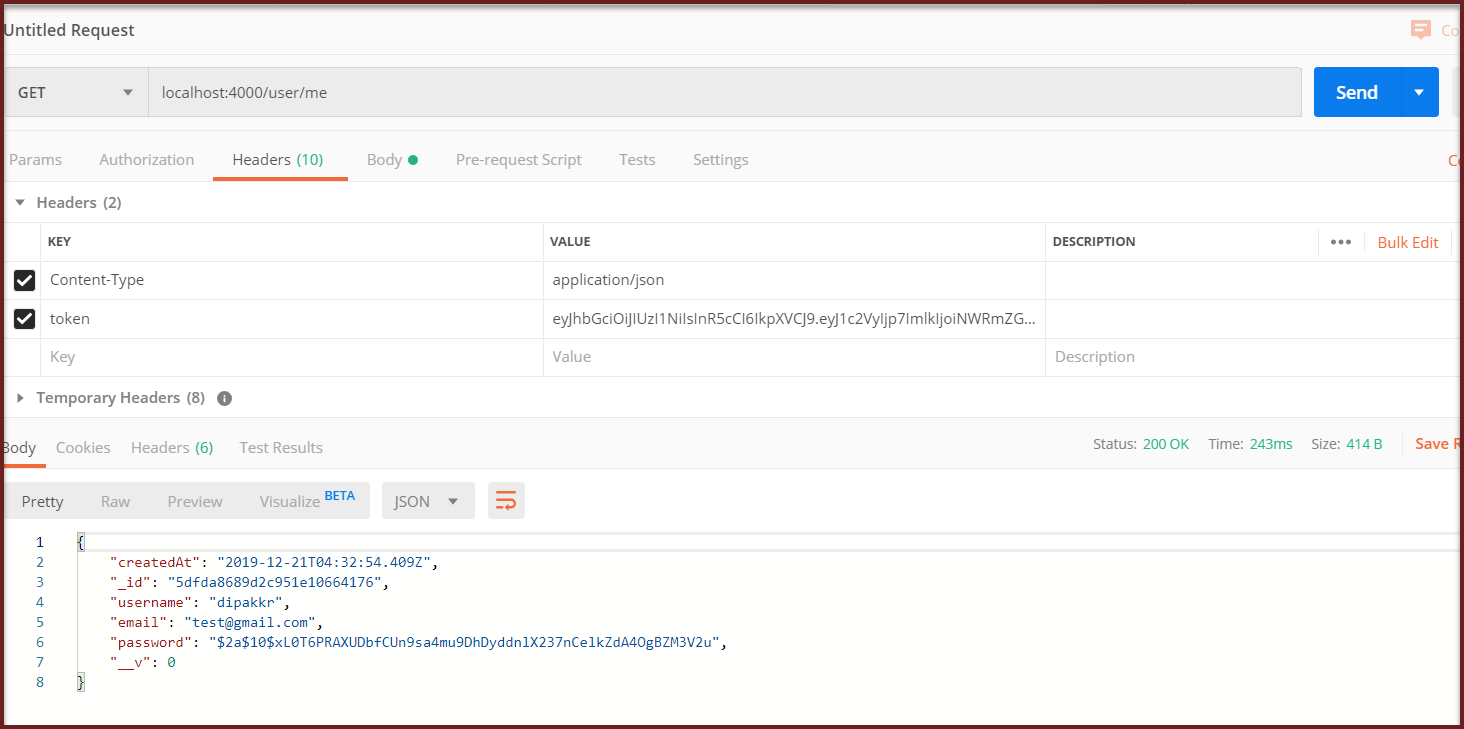 Untitled Request
Co
GET localhost:4000/user/me Send
Params Authorization Headers (10) Body Pre-request Script Tests Settings Co
Headers (2)
KEY VALUE DESCRIPTION ••• Bulk Edit
Content-Type application/json
token eyJhbGciOiJIUzI1NiIsInR5cCI6IkpXVCJ9.eyJ1c2VyIjp7ImlkIjoiNWRmZG...
Key Value Description
Temporary Headers (8) i
Body Cookies Headers (6) Test Results Status: 200 OK Time: 243ms Size: 414 B Save R
Pretty Raw Preview Visualize BETA JSON
1 {
2 "createdAt": "2019-12-21T04:32:54.409Z",
3 "_id": "5dfda8689d2c951e10664176",
4 "username": "dipakkr",
5 "email": "test@gmail.com",
6 "password": "$2a$10$xL0T6PRAXUDbfCUn9sa4mu9DhDyddnlX237nCelkZdA4OgBZM3V2u",
7 "__v": 0
8 }